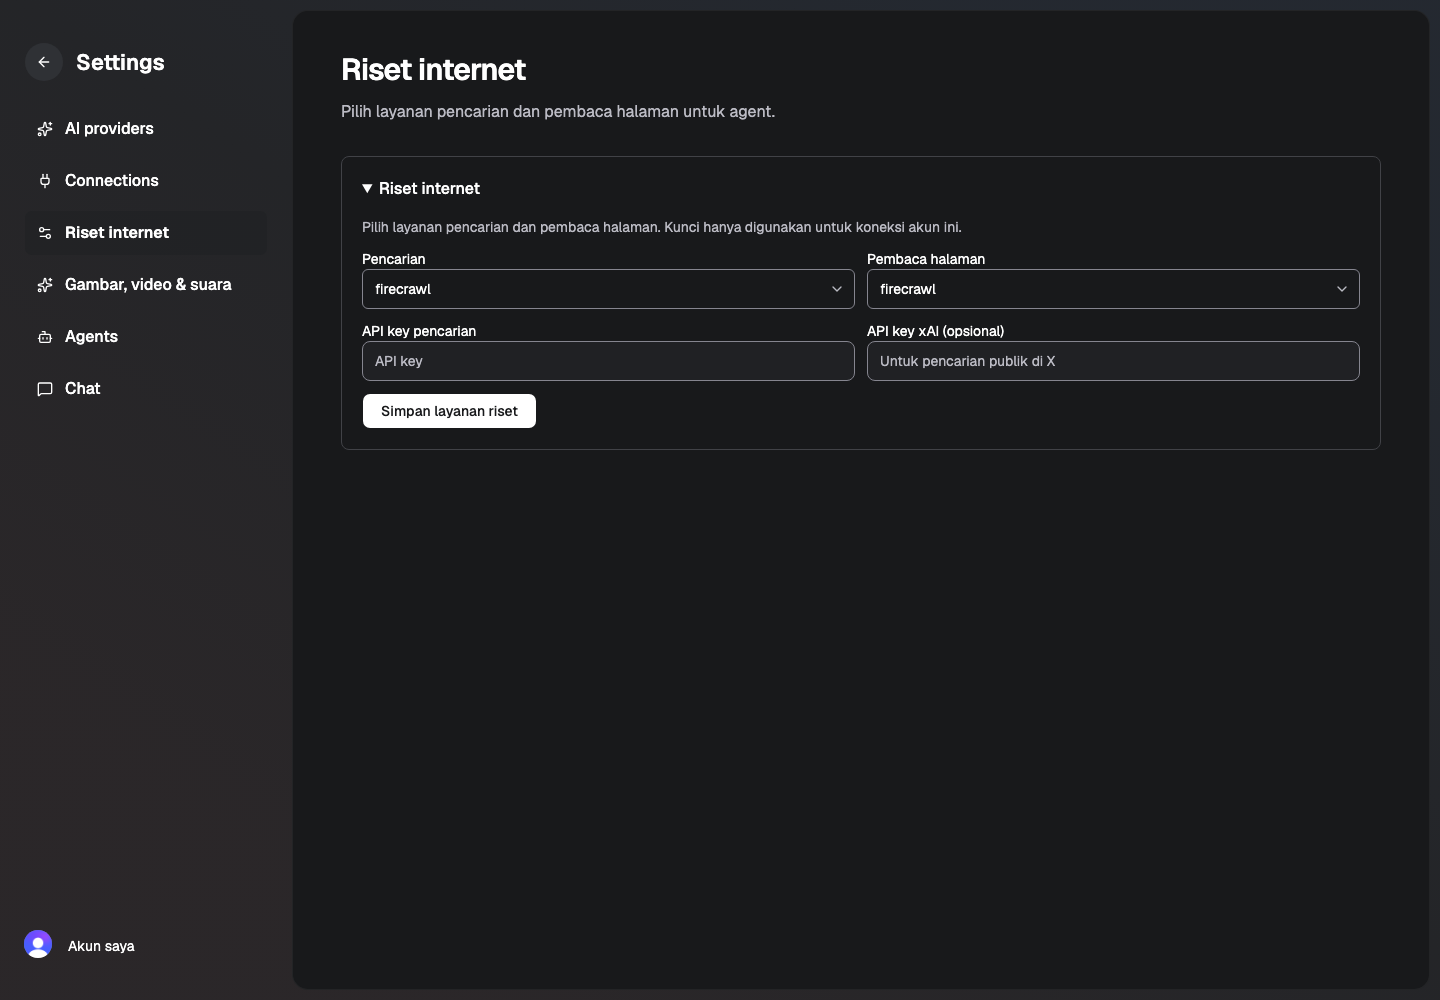 Settings
AI providers
Connections
Riset internet
Gambar, video & suara
Agents
Chat
Akun saya
Riset internet
Pilih layanan pencarian dan pembaca halaman untuk agent.
Riset internet
Pilih layanan pencarian dan pembaca halaman. Kunci hanya digunakan untuk koneksi akun ini.
Pencarian
firecrawl
Pembaca halaman
firecrawl
API key pencarian
API key
API key xAI (opsional)
Untuk pencarian publik di X
Simpan layanan riset